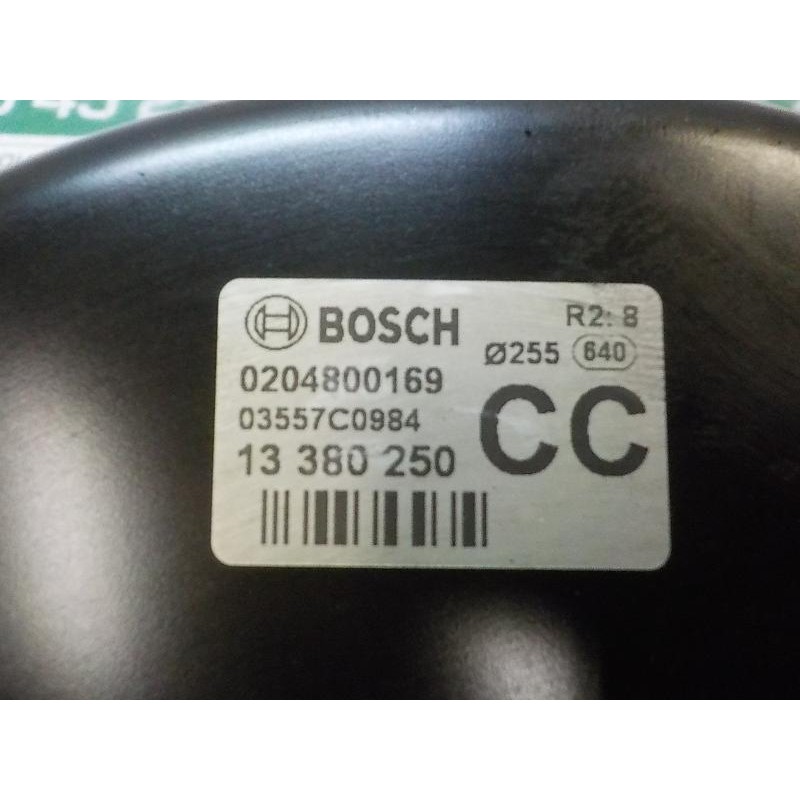 BOSCH
R2: 8
Ø255 640
0204800169
03557C0984
CC
13 380 250